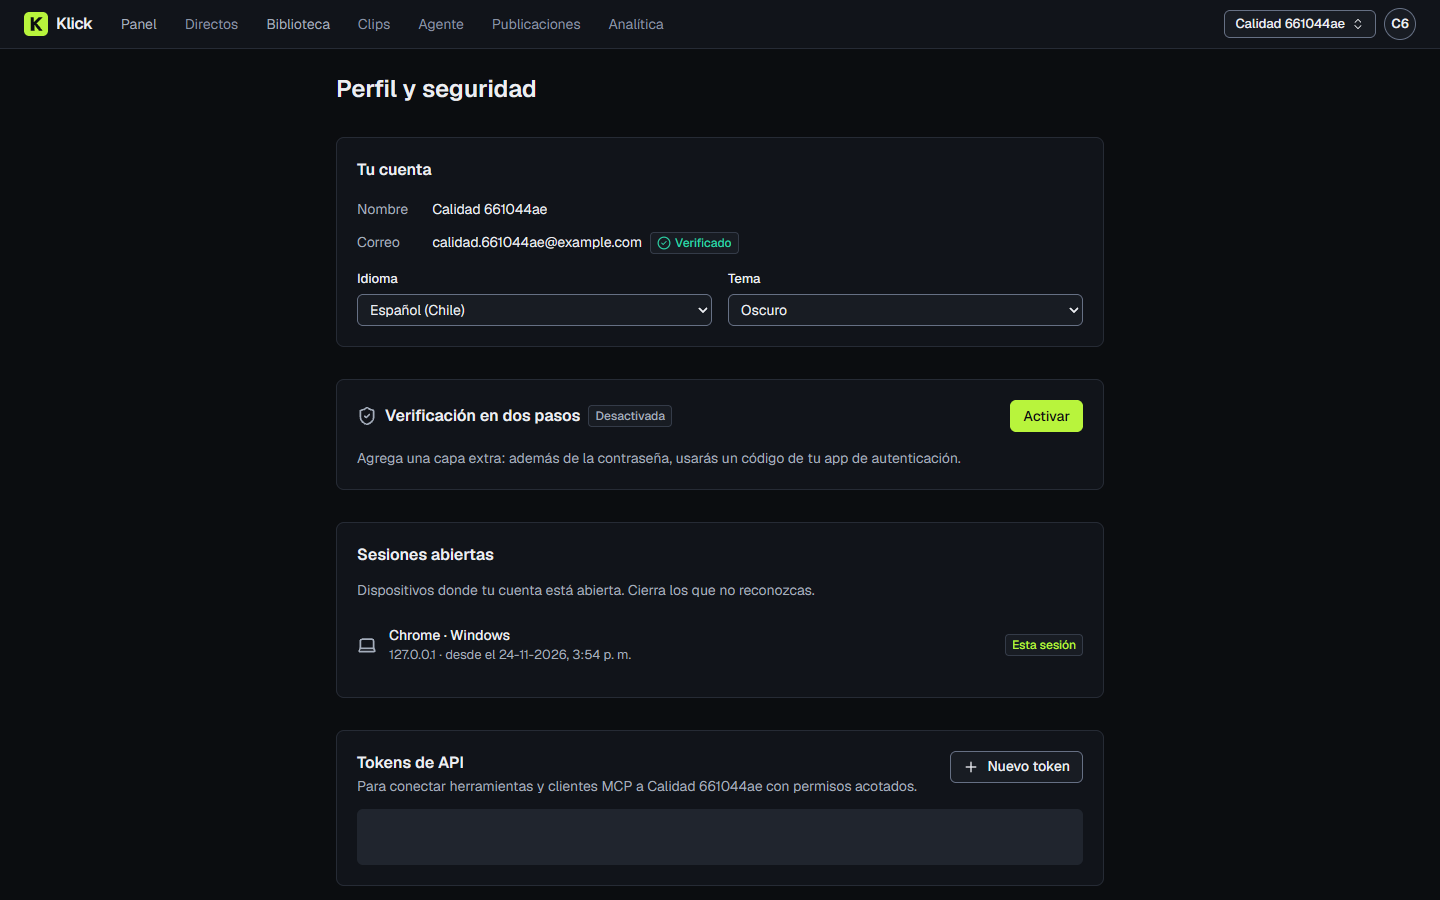 K Klick Panel Directos Biblioteca Clips Agente Publicaciones Analítica Calidad 661044ae C6
Perfil y seguridad
Tu cuenta
Nombre Calidad 661044ae
Correo calidad.661044ae@example.com Verificado
Idioma Tema
Español (Chile) Oscuro
Verificación en dos pasos Desactivada Activar
Agrega una capa extra: además de la contraseña, usarás un código de tu app de autenticación.
Sesiones abiertas
Dispositivos donde tu cuenta está abierta. Cierra los que no reconozcas.
Chrome · Windows
127.0.0.1 · desde el 24-11-2026, 3:54 p. m. Esta sesión
Tokens de API Nuevo token
Para conectar herramientas y clientes MCP a Calidad 661044ae con permisos acotados.